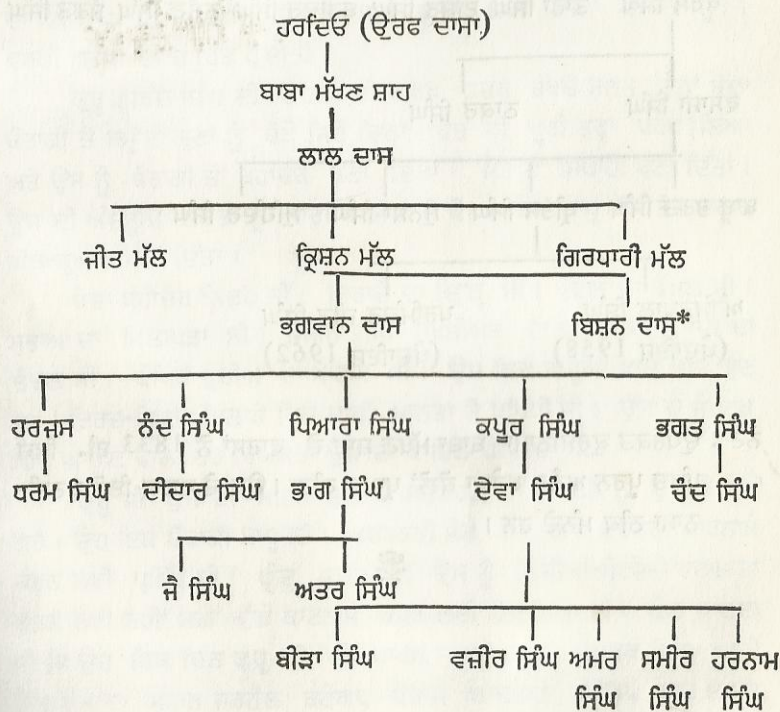 ਹਰਦਿਓ (ਉਰਫ ਦਾਸਾ)
ਬਾਬਾ ਮੱਖਣ ਸ਼ਾਹ
ਲਾਲ ਦਾਸ
ਜੀਤ ਮੱਲ ਕ੍ਰਿਸ਼ਨ ਮੱਲ ਗਿਰਧਾਰੀ ਮੱਲ
ਭਗਵਾਨ ਦਾਸ ਬਿਸ਼ਨ ਦਾਸ*
ਹਰਜਸ ਨੰਦ ਸਿੰਘ ਪਿਆਰਾ ਸਿੰਘ ਕਪੂਰ ਸਿੰਘ ਭਗਤ ਸਿੰਘ
ਧਰਮ ਸਿੰਘ ਦੀਦਾਰ ਸਿੰਘ ਭਾਗ ਸਿੰਘ ਦੇਵਾ ਸਿੰਘ ਚੰਦ ਸਿੰਘ
ਜੈ ਸਿੰਘ ਅਤਰ ਸਿੰਘ
ਬੀੜਾ ਸਿੰਘ ਵਜ਼ੀਰ ਸਿੰਘ ਅਮਰ ਸਮੀਰ ਹਰਨਾਮ
ਸਿੰਘ ਸਿੰਘ ਸਿੰਘ